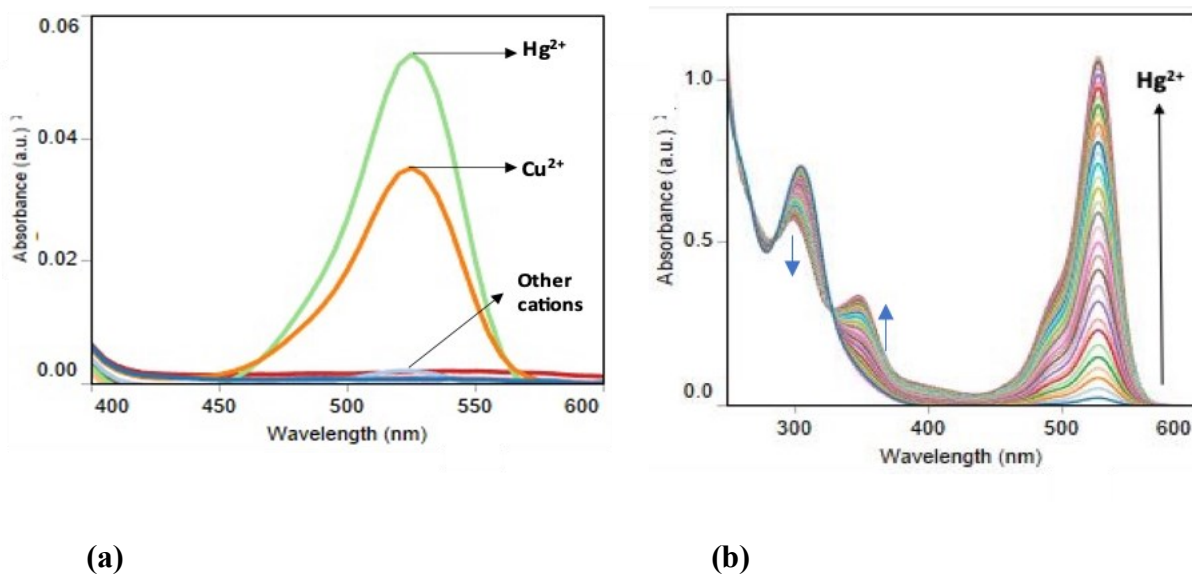 0.06
0.04
0.02
0.00
Absorbance (a.u.)
Hg²⁺
Cu²⁺
Other
cations
400 450 500 550 600
Wavelength (nm)
(a)
1.0
0.5
0.0
Absorbance (a.u.)
Hg²⁺
300 400 500 600
Wavelength (nm)
(b)